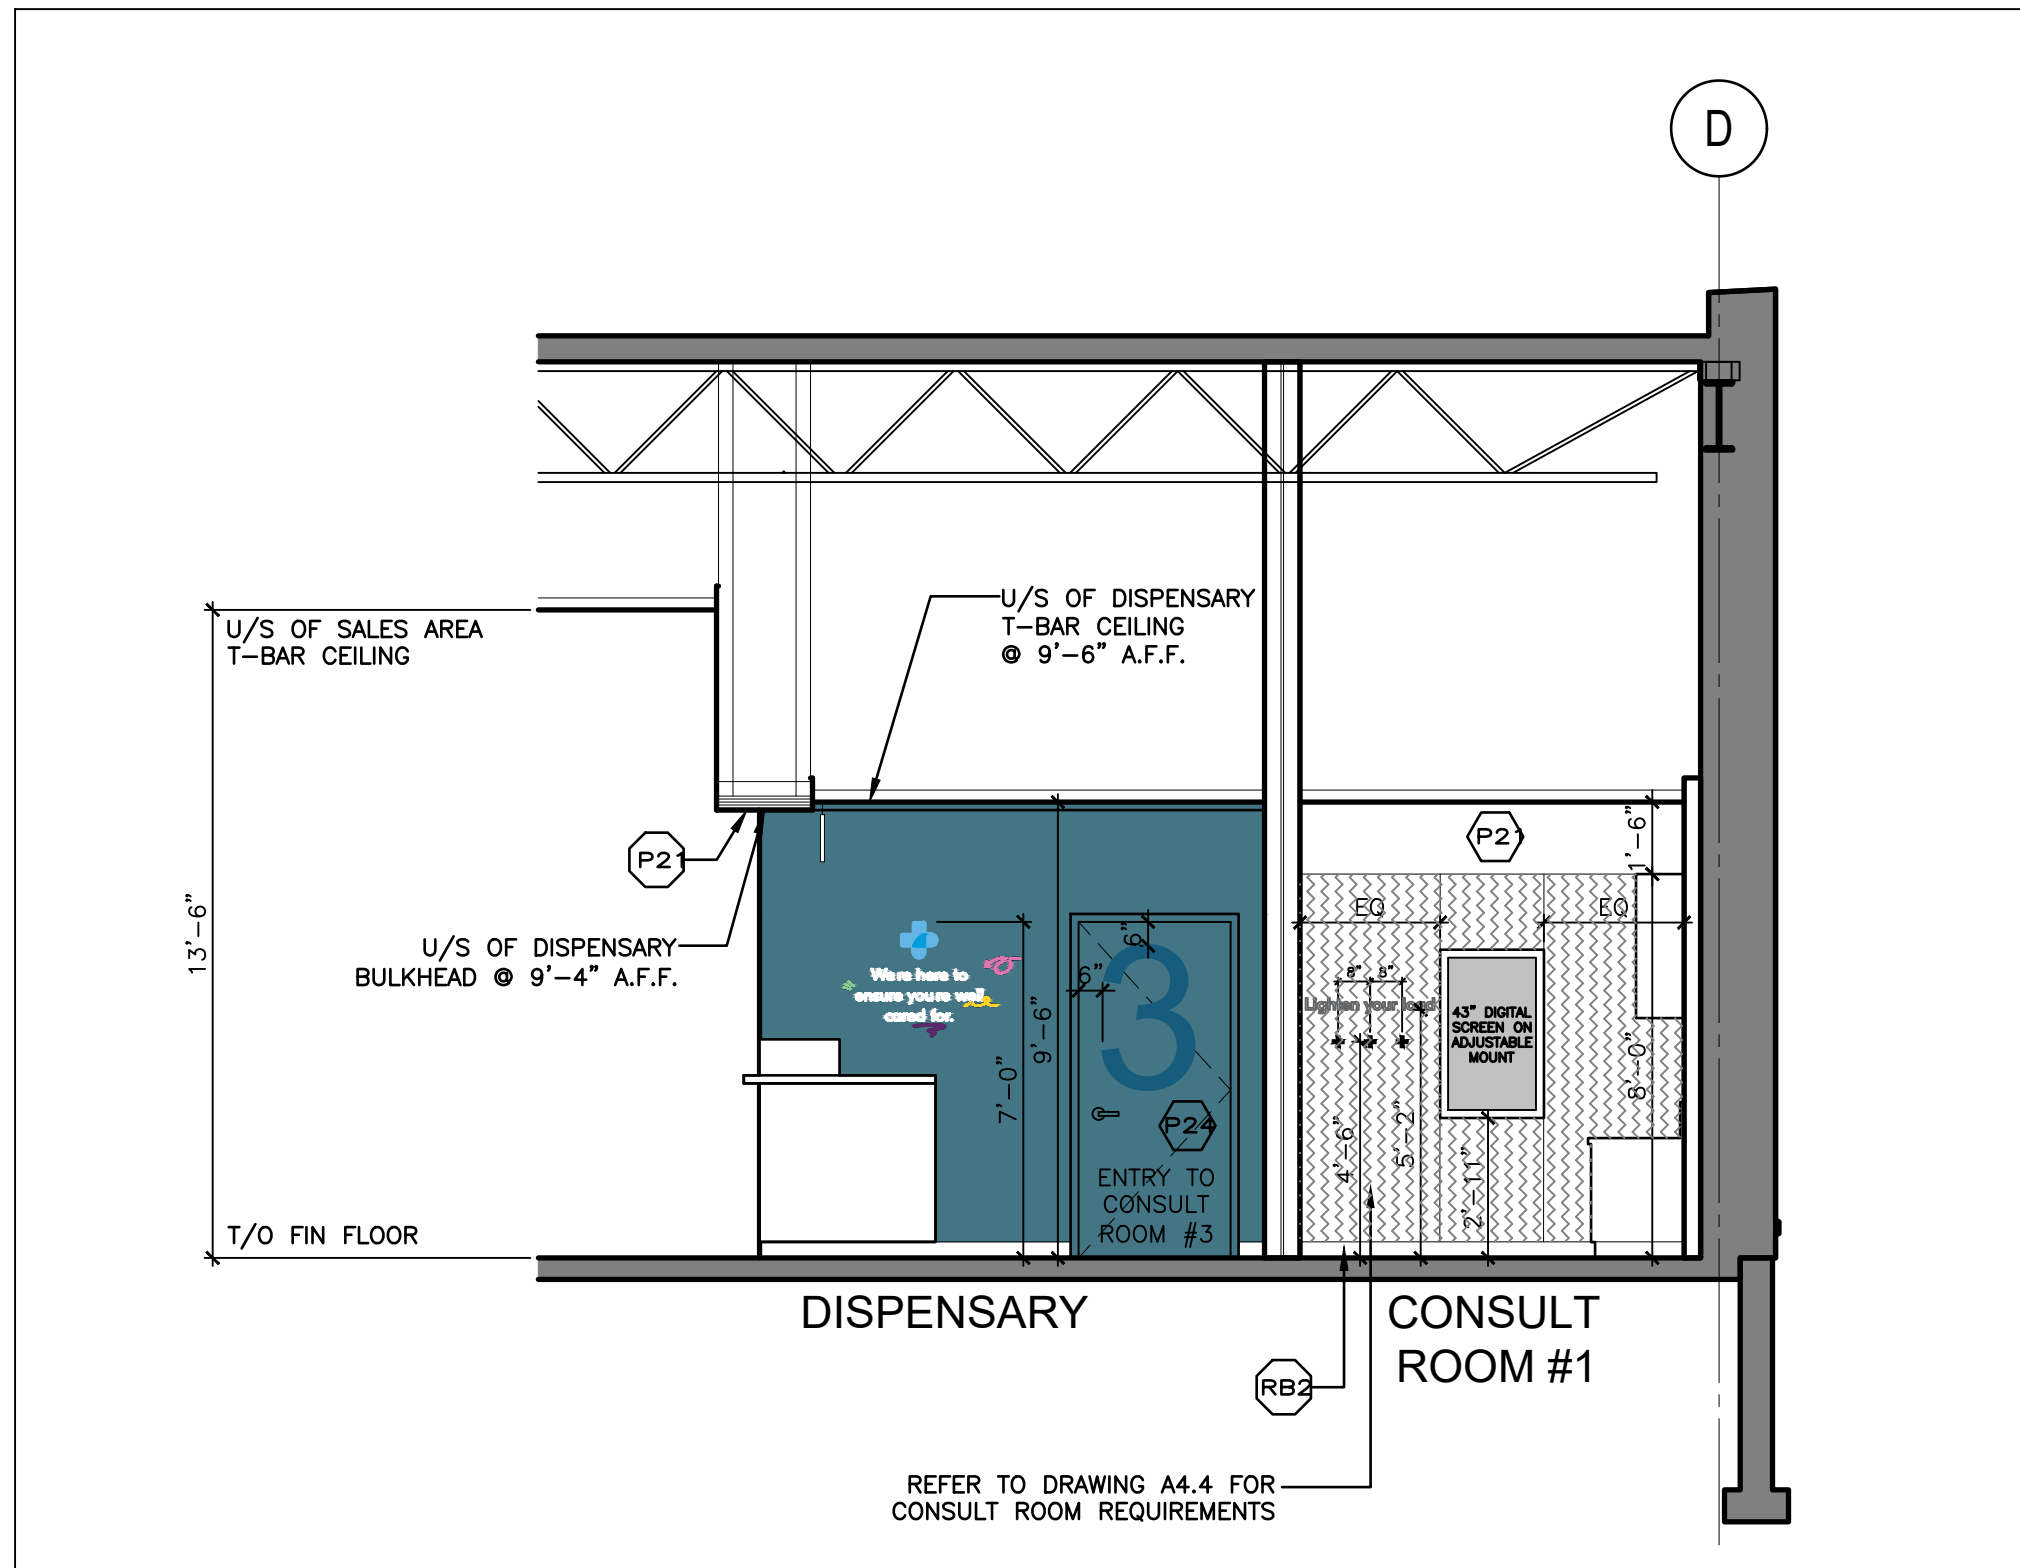 D
U/S OF DISPENSARY
T-BAR CEILING
@ 9'-6" A.F.F.
U/S OF SALES AREA
T-BAR CEILING
P21
P21
1'-6"
13'-6"
U/S OF DISPENSARY
BULKHEAD @ 9'-4" A.F.F.
EQ
EQ
6"
6"
3
We're here to
ensure you're well
cared for.
8"
8"
Lighten your load
43" DIGITAL
SCREEN ON
ADJUSTABLE
MOUNT
9'-6"
7'-0"
8'-0"
P24
4'-6"
5'-2"
2'-11"
ENTRY TO
CONSULT
ROOM #3
T/O FIN FLOOR
DISPENSARY
CONSULT
ROOM #1
RB2
REFER TO DRAWING A4.4 FOR
CONSULT ROOM REQUIREMENTS